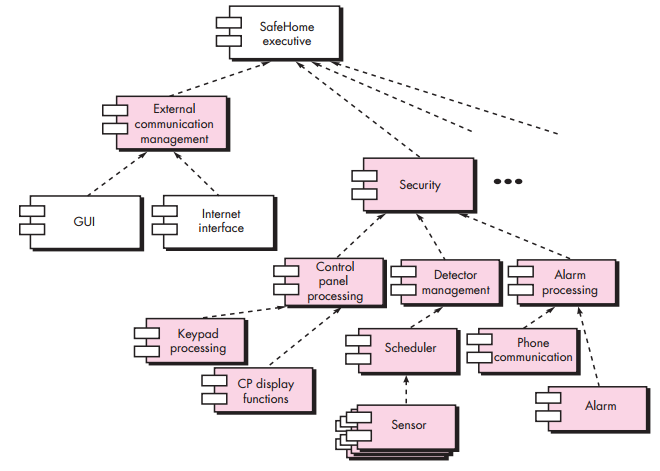 SafeHome
executive
External
communication
management
Security
GUI
Internet
interface
Control
panel
processing
Detector
management
Alarm
processing
Keypad
processing
Scheduler
Phone
communication
CP display
functions
Alarm
Sensor